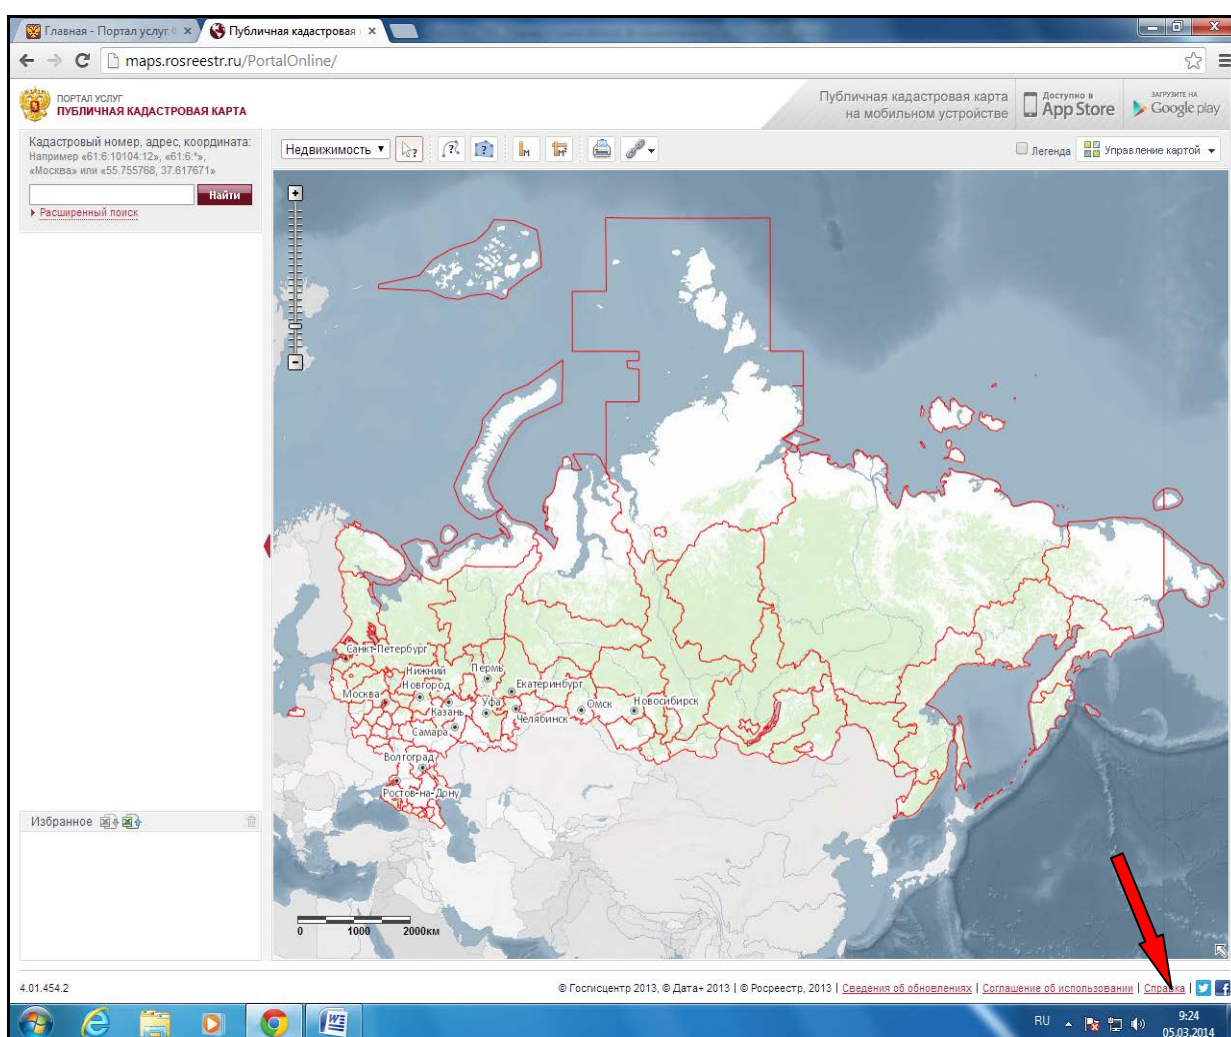 Главная - Портал услуг
Публичная кадастровая
maps.rosreestr.ru/PortalOnline/
ПОРТАЛ УСЛУГ
ПУБЛИЧНАЯ КАДАСТРОВАЯ КАРТА
Публичная кадастровая карта
на мобильном устройстве
Доступно в
App Store
ЗАГРУЗИТЕ НА
Google play
Кадастровый номер, адрес, координата:
Например «61:6:10104:12», «61:6:*»,
«Москва» или «55.755768, 37.617671»
Найти
Расширенный поиск
Недвижимость
Легенда
Управление картой
Санкт-Петербург
Нижний
Новгород
Пермь
Екатеринбург
Москва
Казань
Уфа
Омск
Новосибирск
Челябинск
Самара
Волгоград
Ростов-на-Дону
Избранное
0 1000 2000км
4.01.454.2
© Госгисцентр 2013, © Дата+ 2013 | © Росреестр, 2013 | Сведения об обновлениях | Соглашение об использовании | Справка |
RU
9:24
05.03.2014